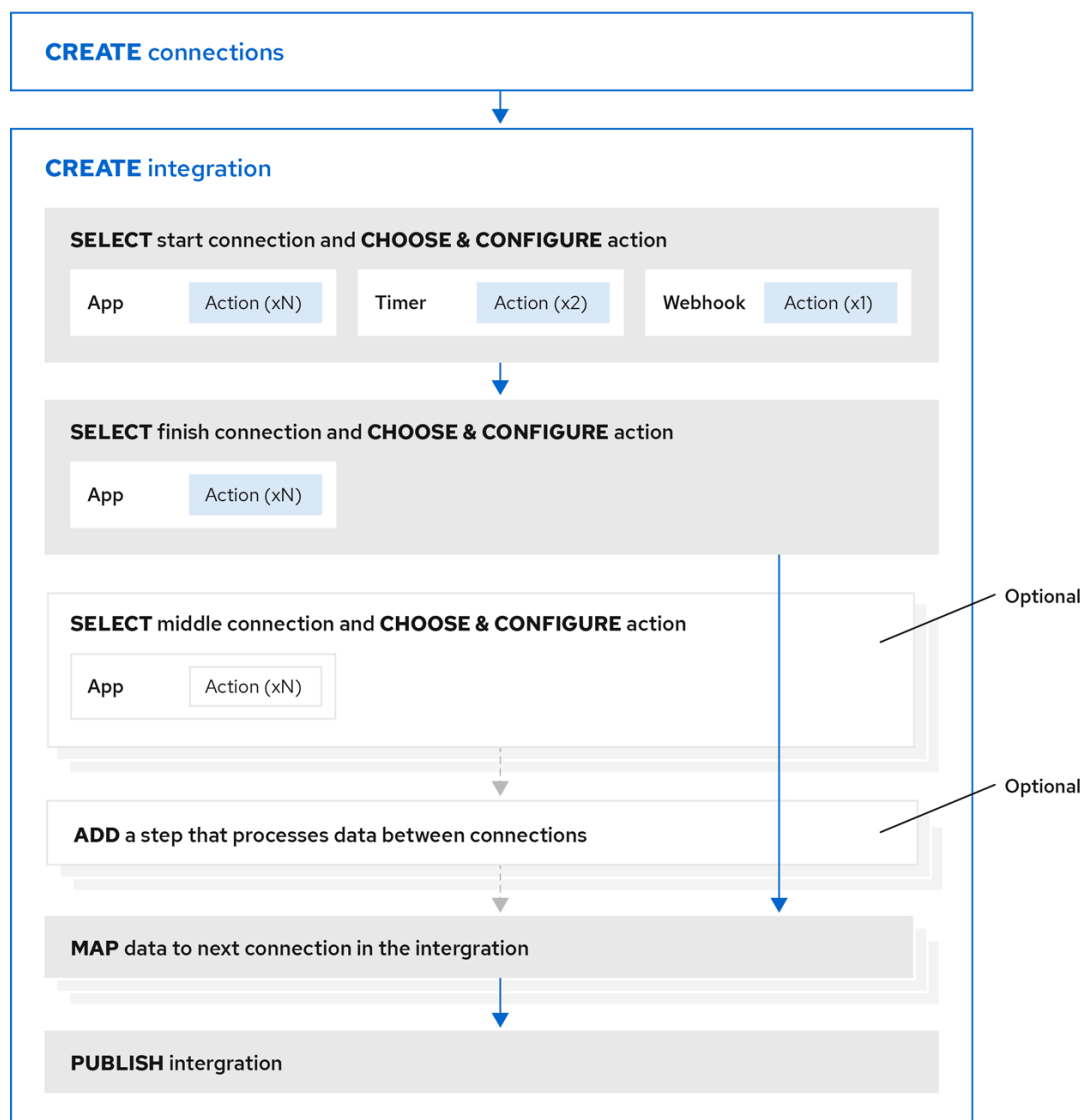 CREATE connections
CREATE integration
SELECT start connection and CHOOSE & CONFIGURE action
App Action (xN) Timer Action (x2) Webhook Action (x1)
SELECT finish connection and CHOOSE & CONFIGURE action
App Action (xN)
Optional
SELECT middle connection and CHOOSE & CONFIGURE action
App Action (xN)
Optional
ADD a step that processes data between connections
MAP data to next connection in the intergration
PUBLISH intergration